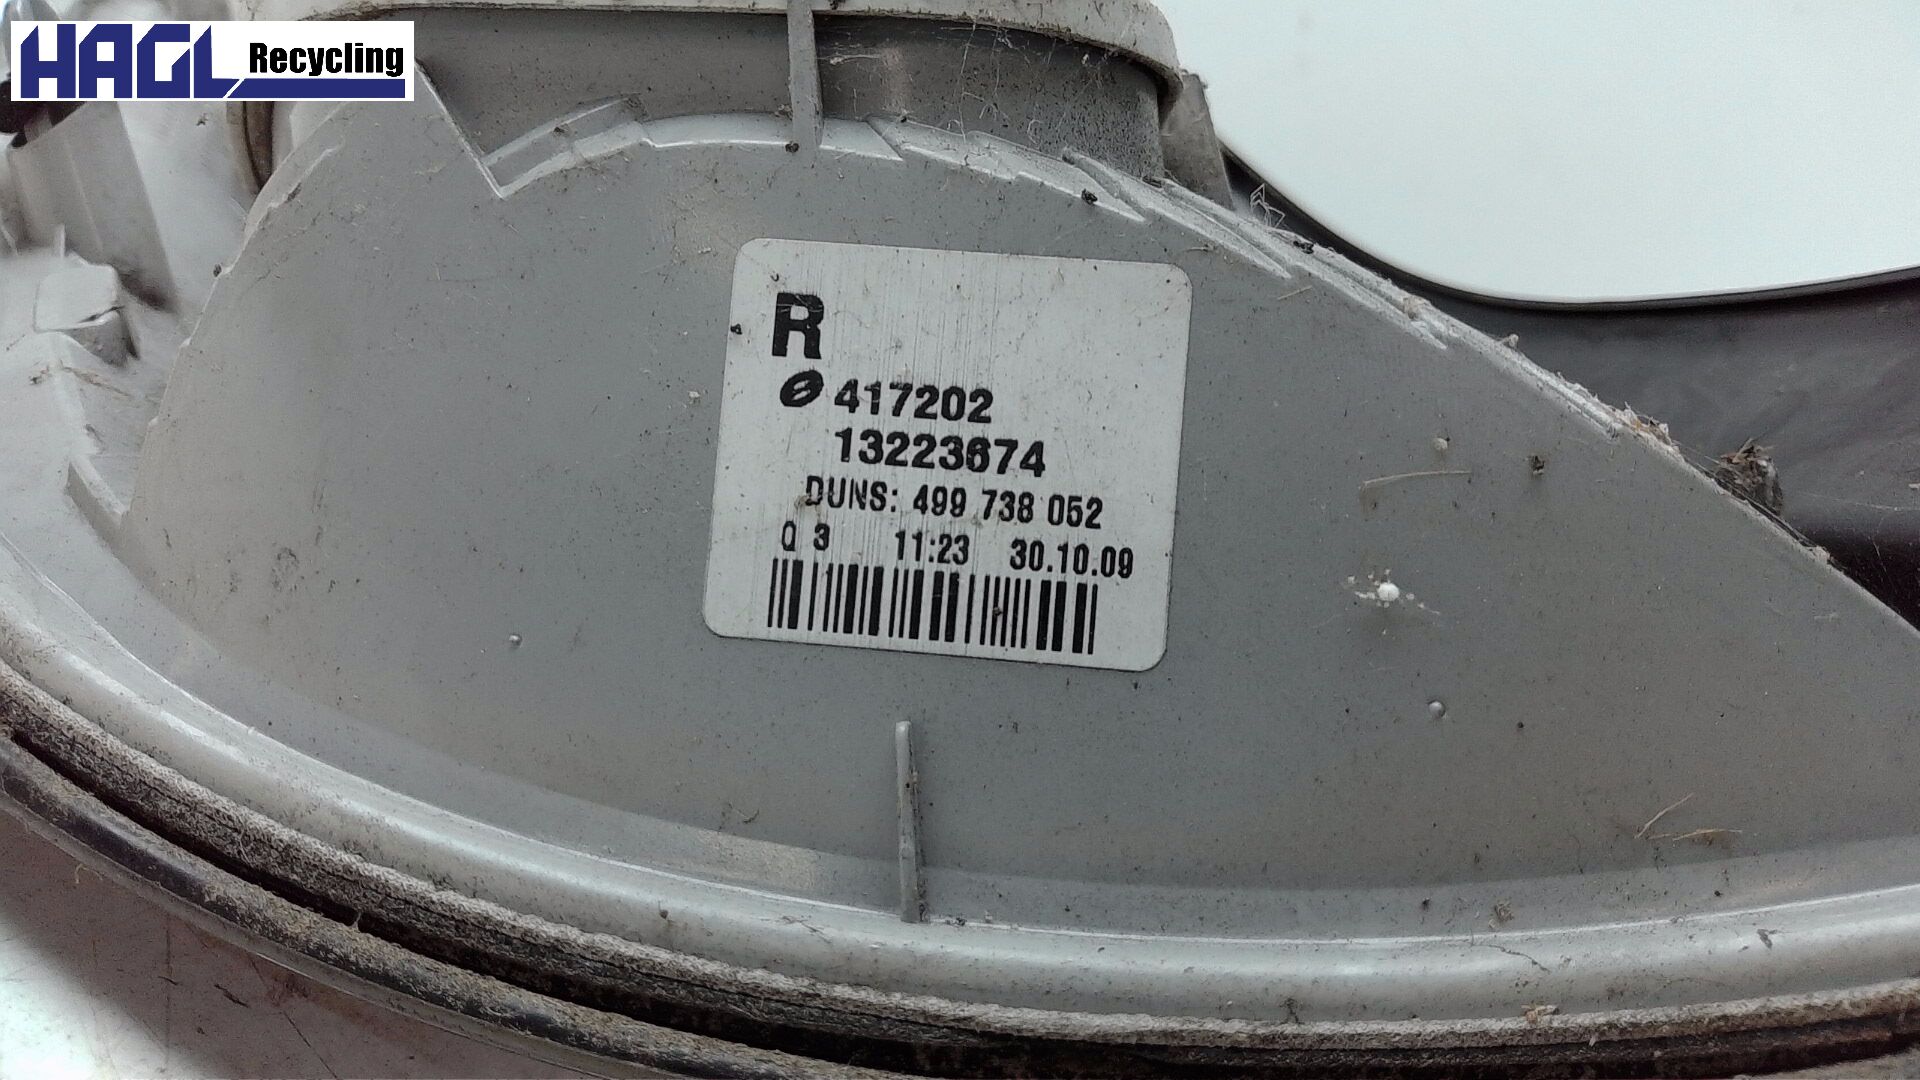 HAGL Recycling
R
417202
13223674
DUNS: 499 738 052
Q 3 11:23 30.10.09